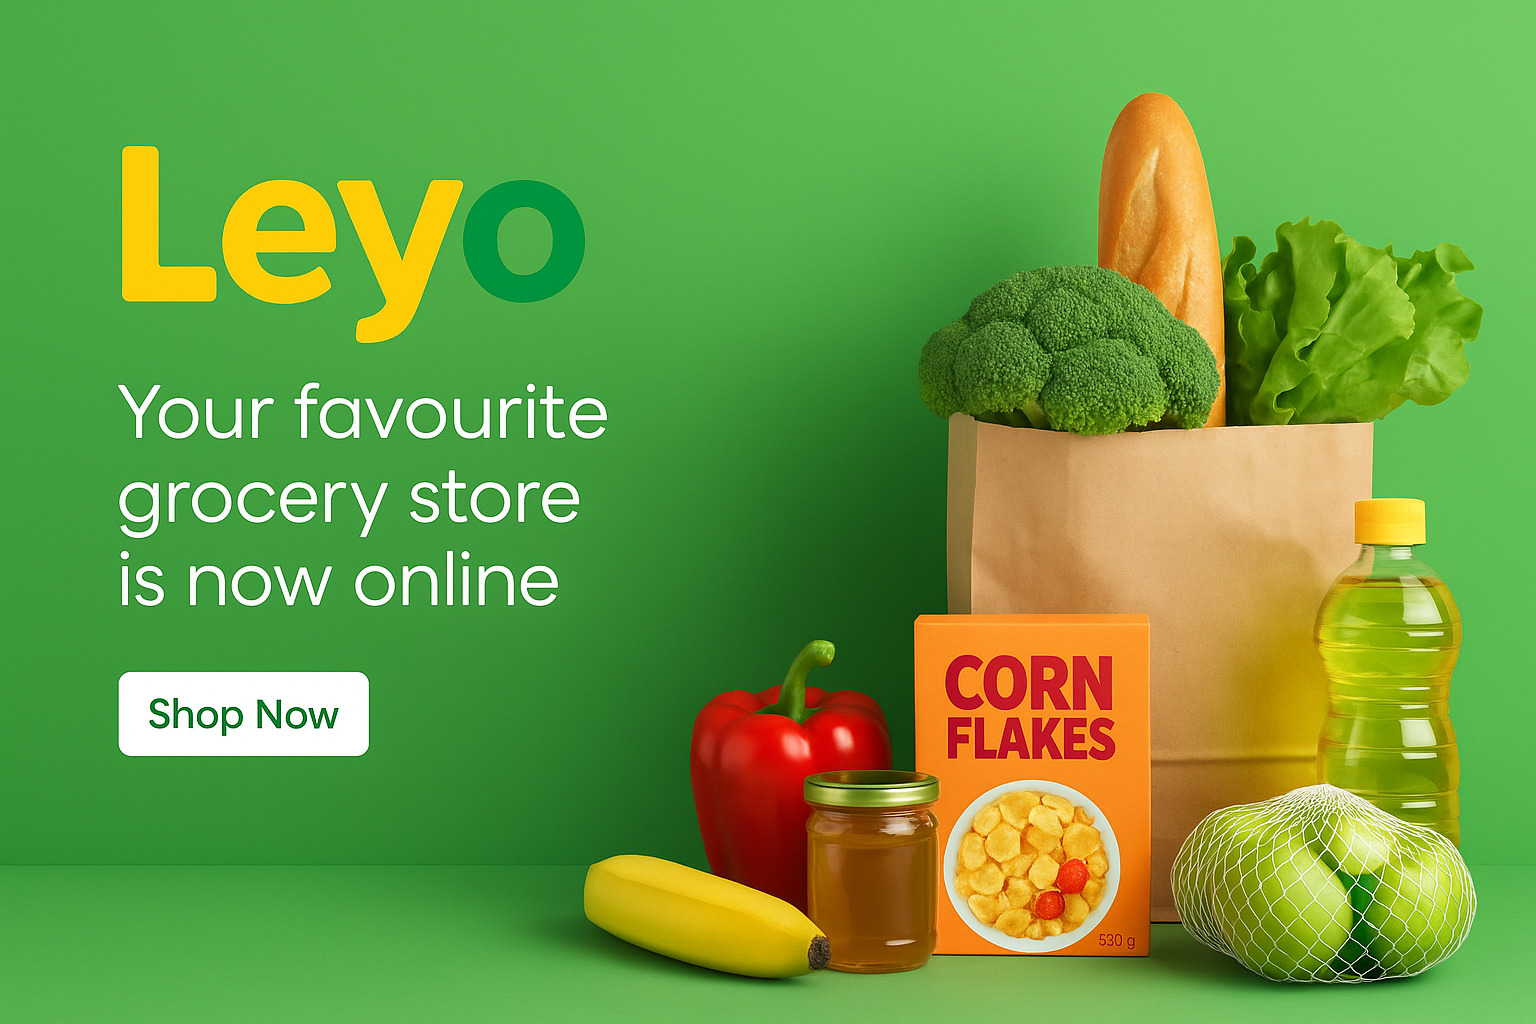 Leyo
Your favourite
grocery store
is now online
Shop Now
CORN
FLAKES
530 g